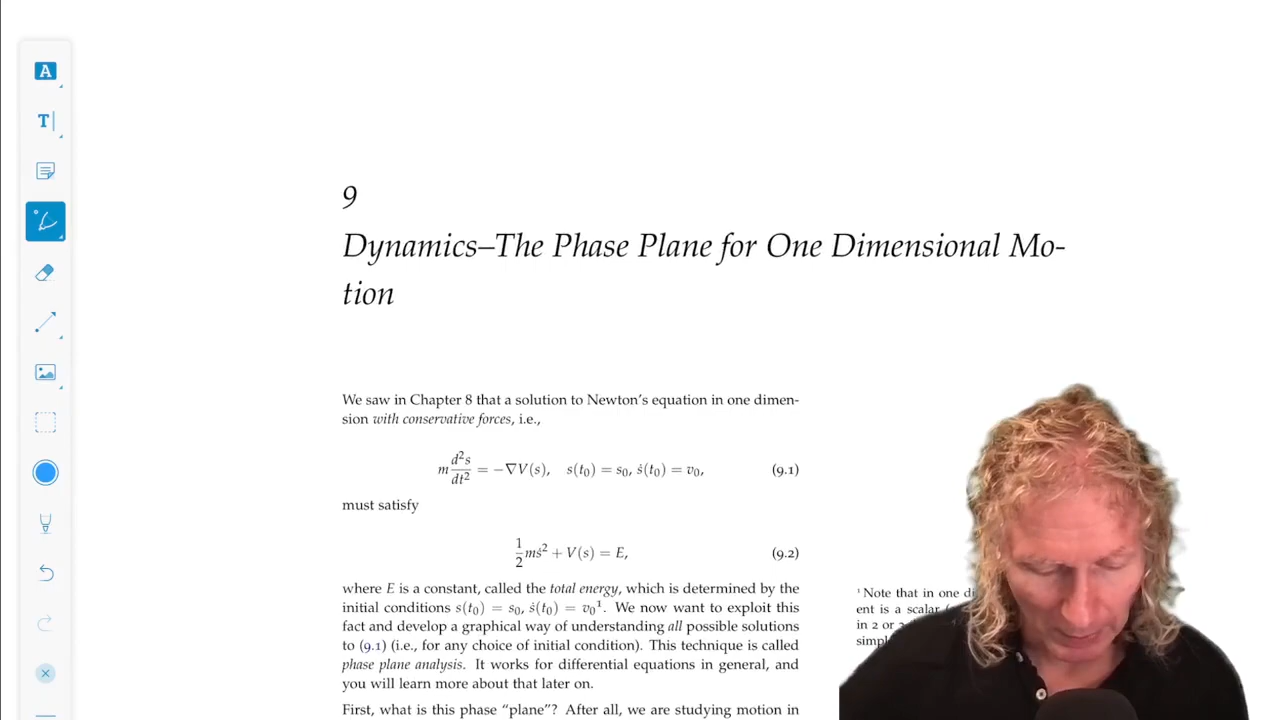 A
T
9
Dynamics–The Phase Plane for One Dimensional Mo-
tion
We saw in Chapter 8 that a solution to Newton's equation in one dimen-
sion with conservative forces, i.e.,
m d²s/dt² = −∇V(s), s(t₀) = s₀, ṡ(t₀) = v₀, (9.1)
must satisfy
1/2 mṡ² + V(s) = E, (9.2)
where E is a constant, called the total energy, which is determined by the
initial conditions s(t₀) = s₀, ṡ(t₀) = v₀¹. We now want to exploit this
fact and develop a graphical way of understanding all possible solutions
to (9.1) (i.e., for any choice of initial condition). This technique is called
phase plane analysis. It works for differential equations in general, and
you will learn more about that later on.
First, what is this phase “plane”? After all, we are studying motion in
¹ Note that in one
ent is a scalar
in 2 or